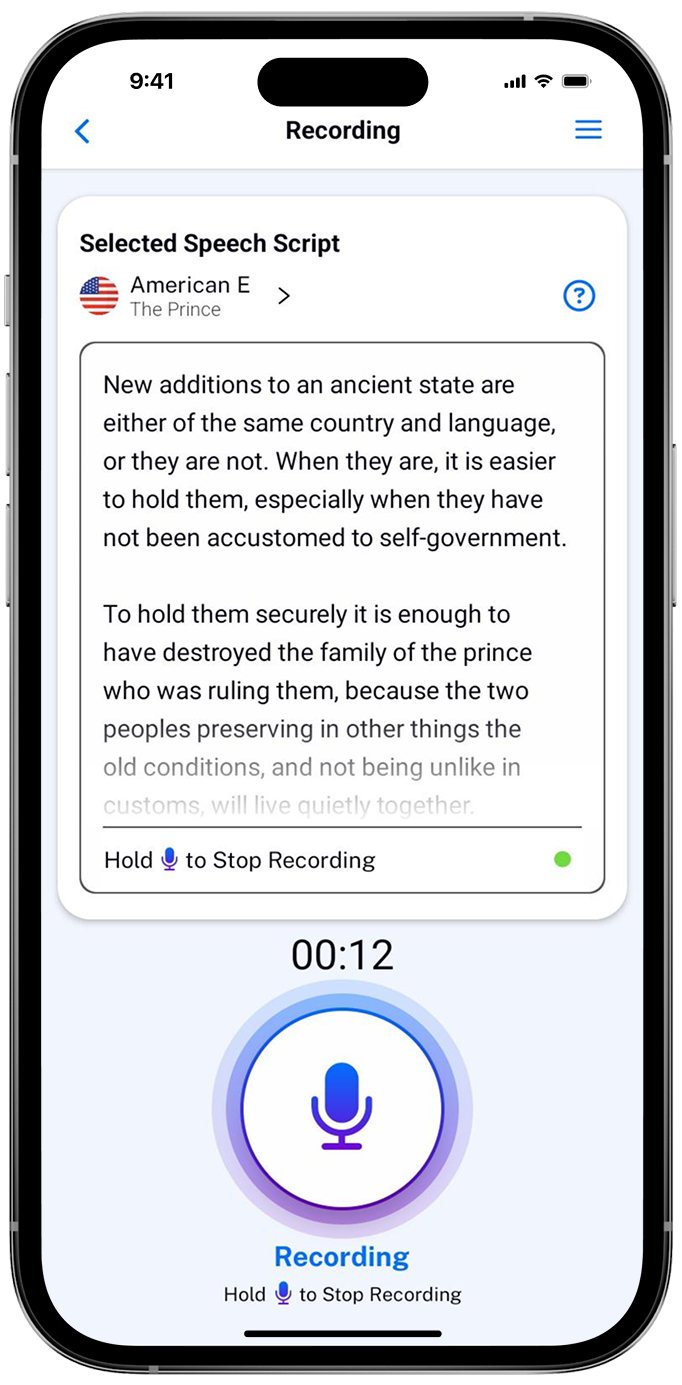 9:41
Recording
Selected Speech Script
American E
The Prince
?
New additions to an ancient state are
either of the same country and language,
or they are not. When they are, it is easier
to hold them, especially when they have
not been accustomed to self-government.
To hold them securely it is enough to
have destroyed the family of the prince
who was ruling them, because the two
peoples preserving in other things the
old conditions, and not being unlike in
customs, will live quietly together.
Hold to Stop Recording
00:12
Recording
Hold to Stop Recording